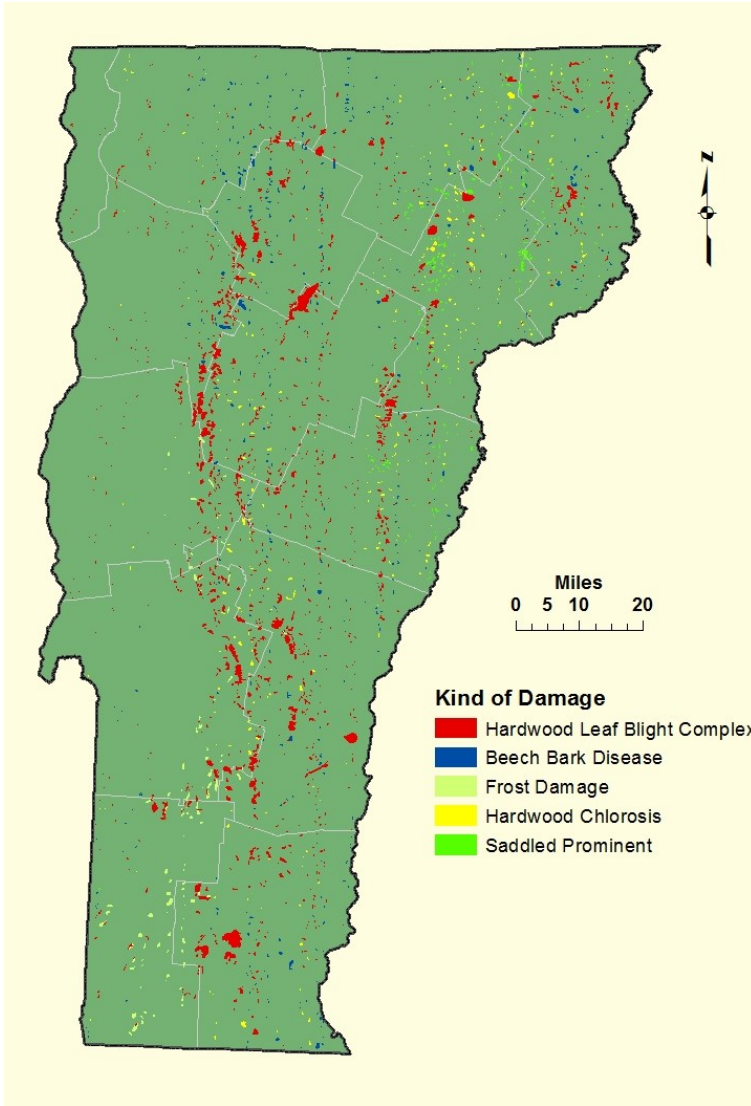 N
Miles
0 5 10 20
Kind of Damage
Hardwood Leaf Blight Complex
Beech Bark Disease
Frost Damage
Hardwood Chlorosis
Saddled Prominent